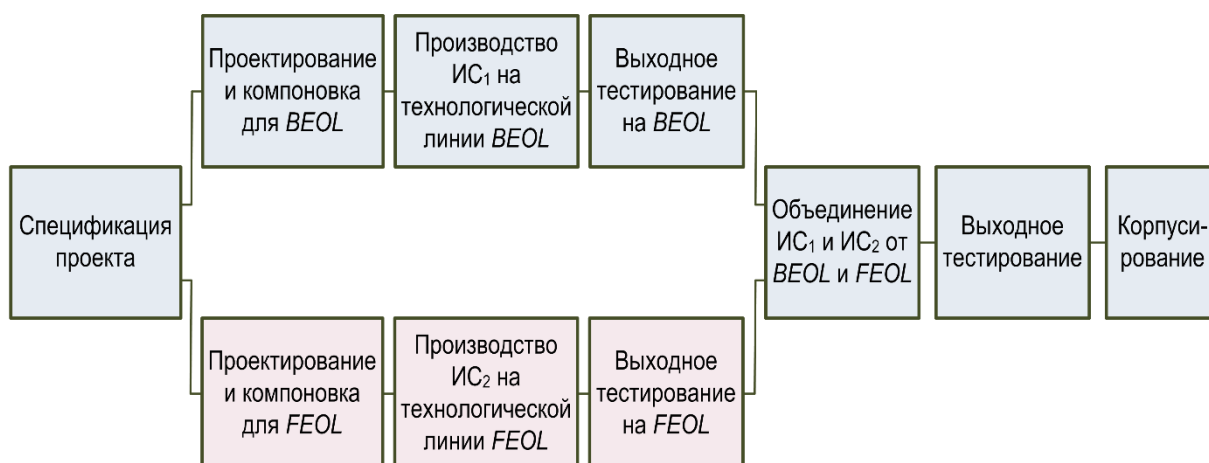 Спецификация
проекта
Проектирование
и компоновка
для BEOL
Производство
ИС₁ на
технологической
линии BEOL
Выходное
тестирование
на BEOL
Проектирование
и компоновка
для FEOL
Производство
ИС₂ на
технологической
линии FEOL
Выходное
тестирование
на FEOL
Объединение
ИС₁ и ИС₂ от
BEOL и FEOL
Выходное
тестирование
Корпуси-
рование